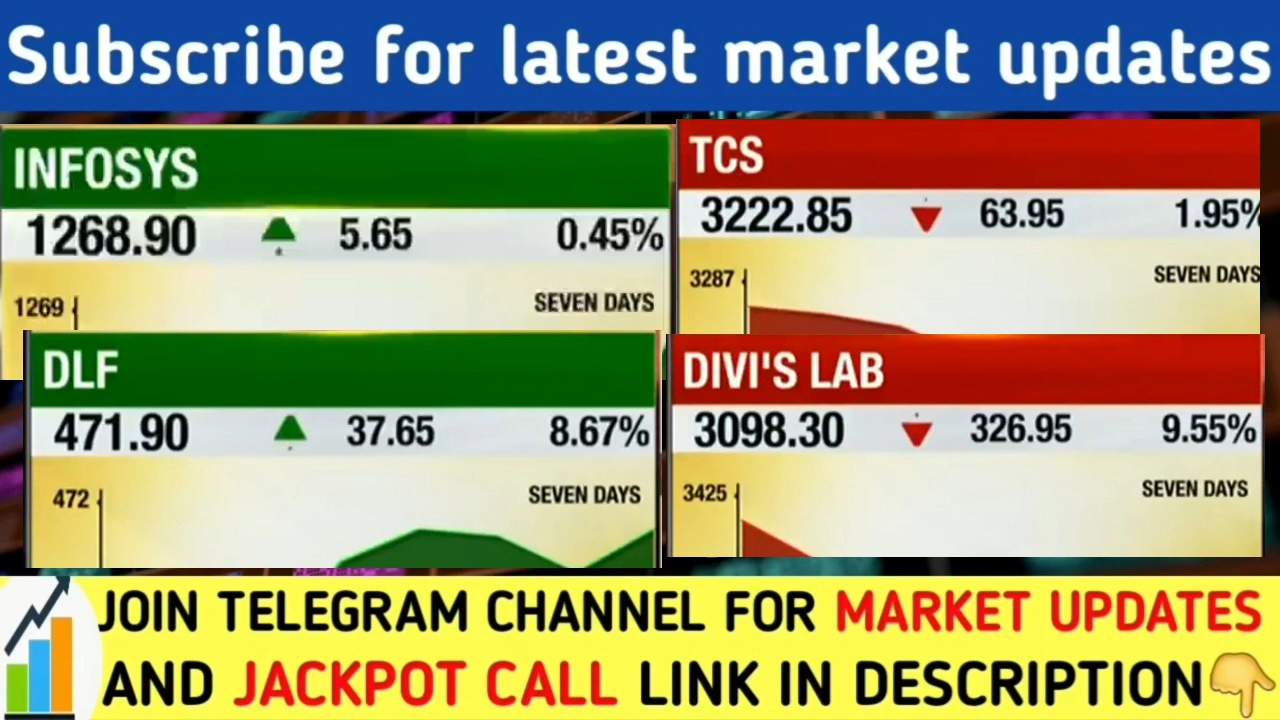 Subscribe for latest market updates
INFOSYS
1268.90 5.65 0.45%
1269
SEVEN DAYS
TCS
3222.85 63.95 1.95%
3287
SEVEN DAYS
DLF
471.90 37.65 8.67%
472
SEVEN DAYS
DIVI'S LAB
3098.30 326.95 9.55%
3425
SEVEN DAYS
JOIN TELEGRAM CHANNEL FOR MARKET UPDATES
AND JACKPOT CALL LINK IN DESCRIPTION👇